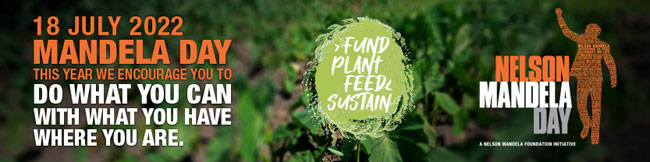 18 JULY 2022
MANDELA DAY
THIS YEAR WE ENCOURAGE YOU TO
DO WHAT YOU CAN
WITH WHAT YOU HAVE
WHERE YOU ARE.
>FUND
PLANT
FEED<
SUSTAIN
NELSON
MANDELA
DAY
A NELSON MANDELA FOUNDATION INITIATIVE